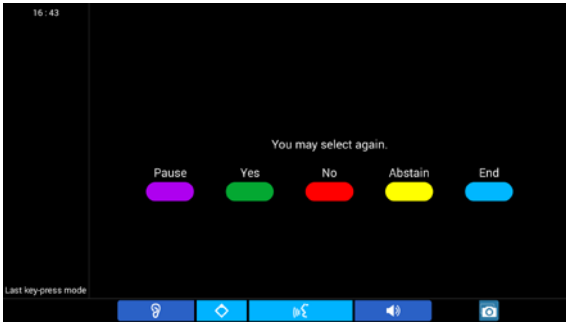 16 : 43
You may select again.
Pause Yes No Abstain End
Last key-press mode